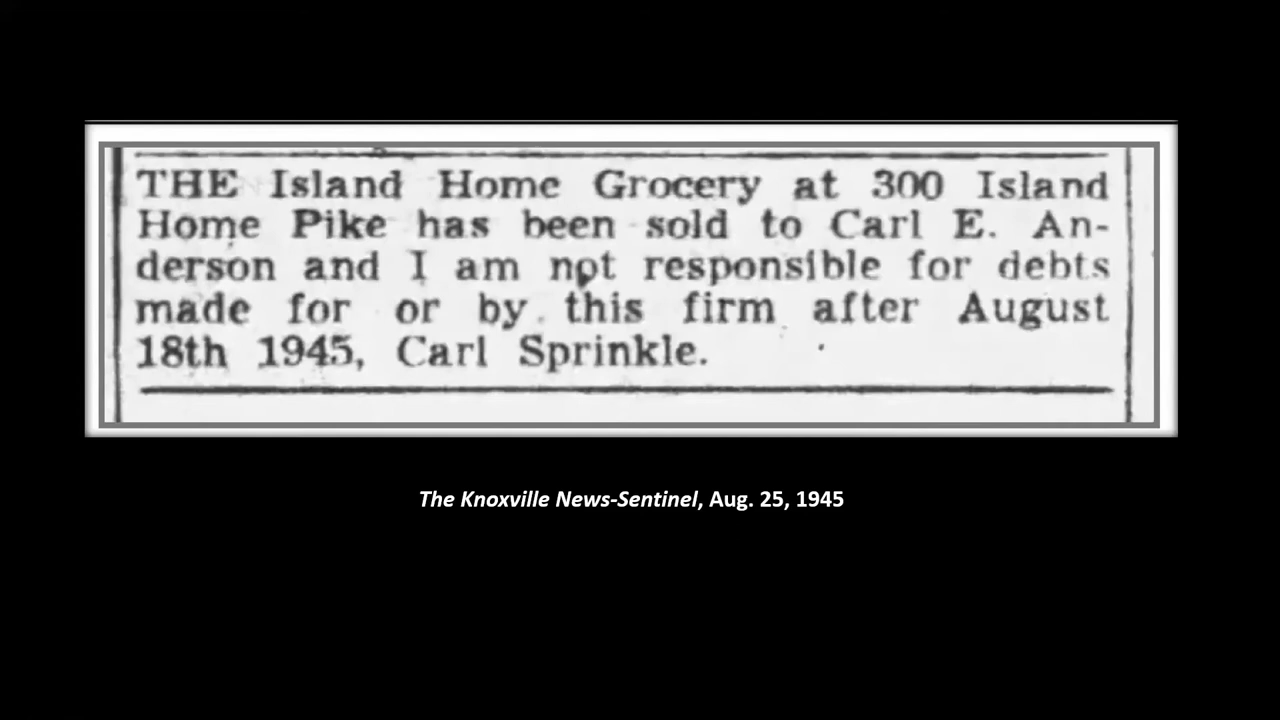 THE Island Home Grocery at 300 Island
Home Pike has been sold to Carl E. An-
derson and I am not responsible for debts
made for or by this firm after August
18th 1945, Carl Sprinkle.
The Knoxville News-Sentinel, Aug. 25, 1945